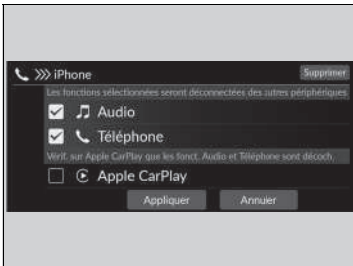 iPhone
Supprimer
Les fonctions sélectionnées seront déconnectées des autres périphériques
Audio
Téléphone
Vérif. sur Apple CarPlay que les fonct. Audio et Téléphone sont décoch.
Apple CarPlay
Appliquer
Annuler